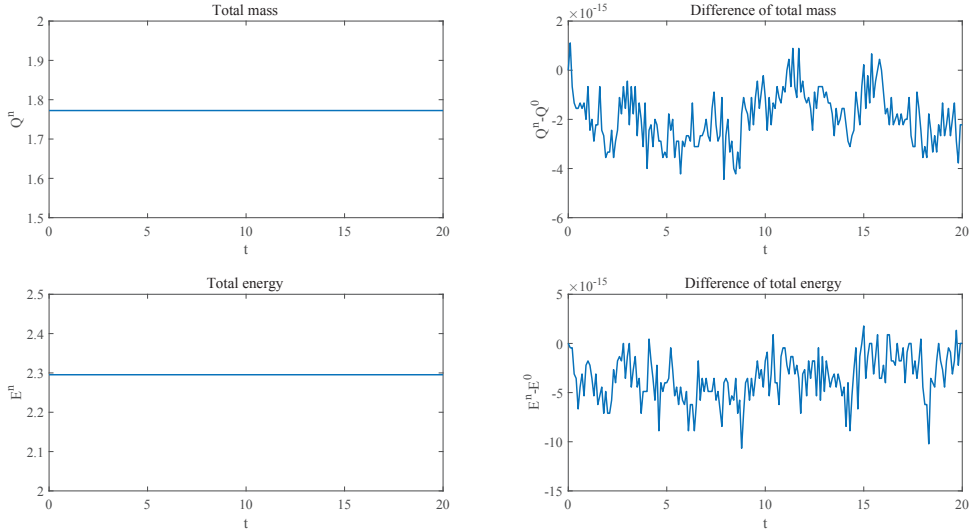 Total mass
2
1.9
1.8
1.7
1.6
1.5
Q^n
0 5 10 15 20
t
Difference of total mass
×10^-15
2
0
-2
-4
-6
Q^n-Q^0
0 5 10 15 20
t
Total energy
2.5
2.4
2.3
2.2
2.1
2
E^n
0 5 10 15 20
t
Difference of total energy
×10^-15
5
0
-5
-10
-15
E^n-E^0
0 5 10 15 20
t